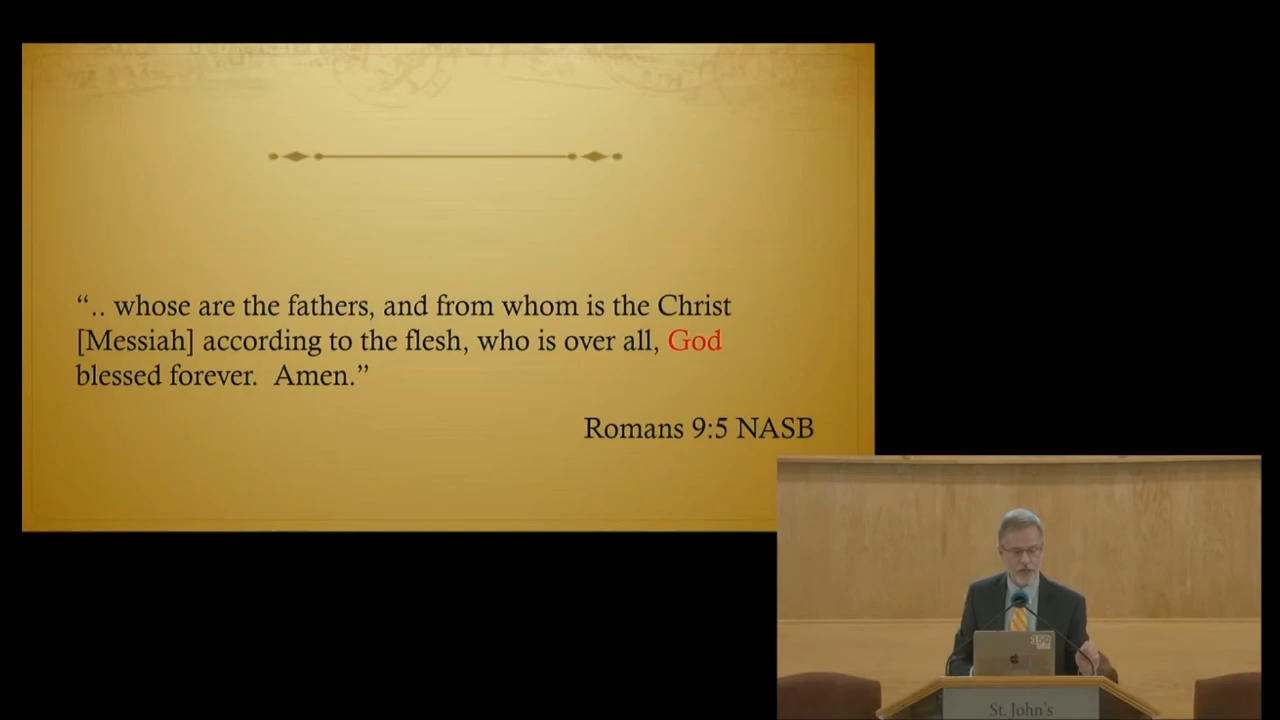 “.. whose are the fathers, and from whom is the Christ
[Messiah] according to the flesh, who is over all, God
blessed forever.  Amen.”
Romans 9:5 NASB
150
St. John's